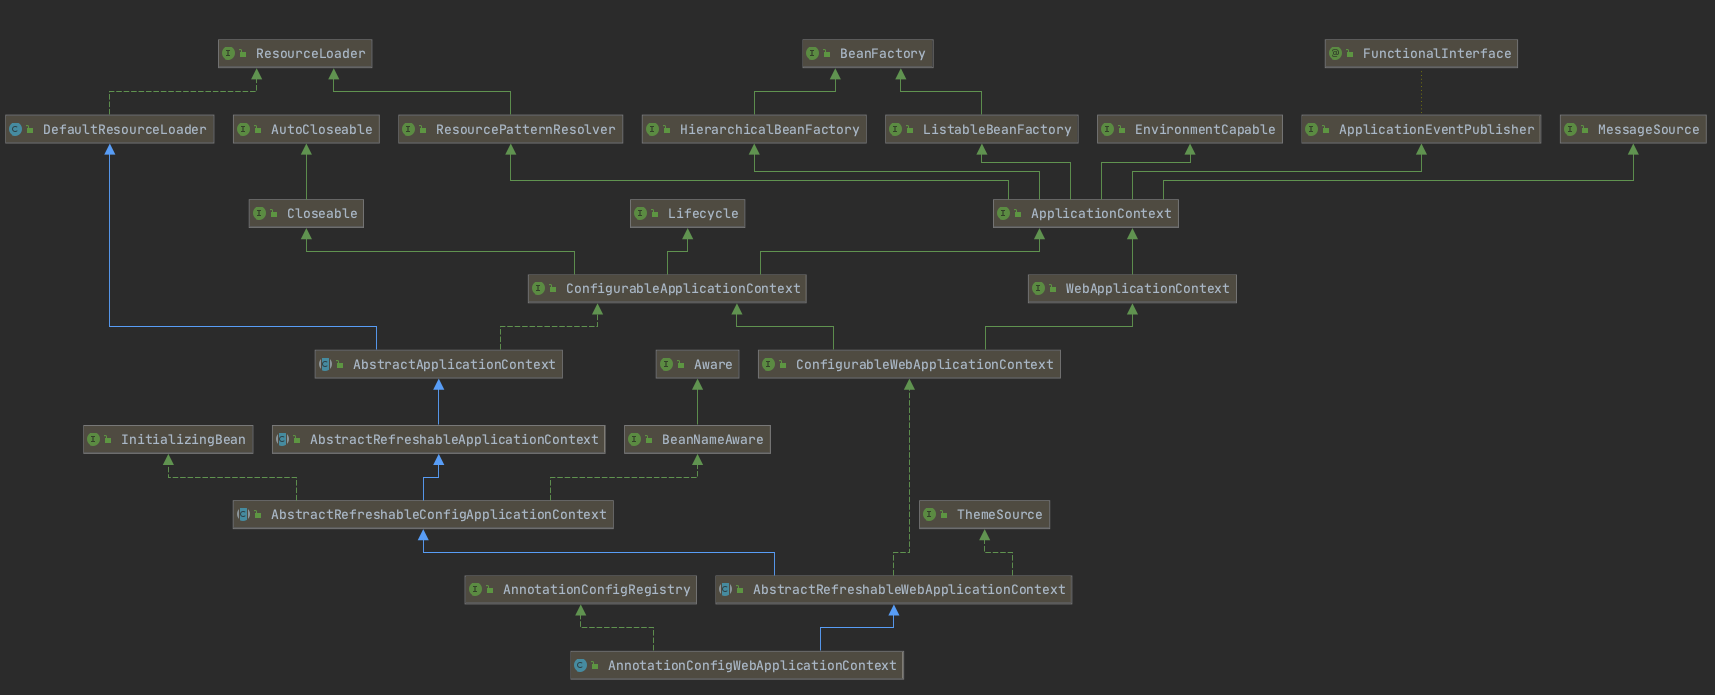 ResourceLoader
BeanFactory
FunctionalInterface
DefaultResourceLoader
AutoCloseable
ResourcePatternResolver
HierarchicalBeanFactory
ListableBeanFactory
EnvironmentCapable
ApplicationEventPublisher
MessageSource
Closeable
Lifecycle
ApplicationContext
ConfigurableApplicationContext
WebApplicationContext
AbstractApplicationContext
Aware
ConfigurableWebApplicationContext
InitializingBean
AbstractRefreshableApplicationContext
BeanNameAware
AbstractRefreshableConfigApplicationContext
ThemeSource
AnnotationConfigRegistry
AbstractRefreshableWebApplicationContext
AnnotationConfigWebApplicationContext